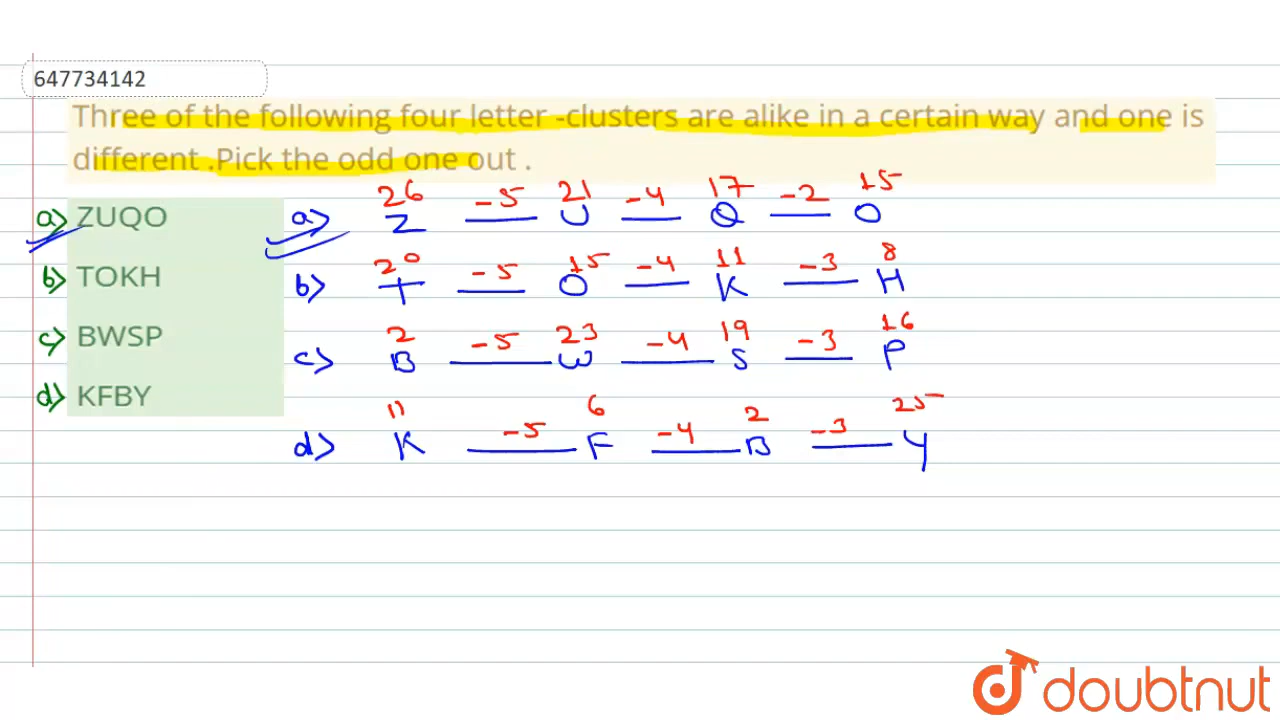 647734142
Three of the following four letter -clusters are alike in a certain way and one is
different .Pick the odd one out .
a) ZUQO
b) TOKH
c) BWSP
d) KFBY
26 -5 21 -4 17 -2 15
a) Z U Q O
20 -5 15 -4 11 -3 8
b) T O K H
2 -5 23 -4 19 -3 16
c) B W S P
11 -5 6 -4 2 -3 25
d) K F B Y
doubtnut